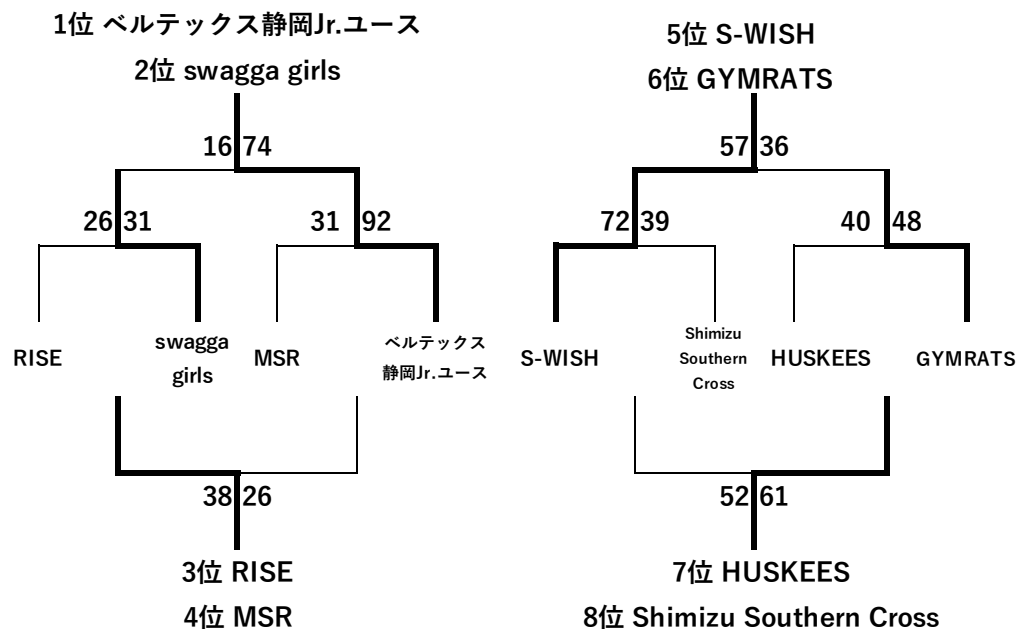 1位 ベルテックス静岡Jr.ユース
2位 swagga girls
16 74
26 31
31 92
RISE
swagga
girls
MSR
ベルテックス
静岡Jr.ユース
38 26
3位 RISE
4位 MSR
5位 S-WISH
6位 GYMRATS
57 36
72 39
40 48
S-WISH
Shimizu
Southern
Cross
HUSKEES
GYMRATS
52 61
7位 HUSKEES
8位 Shimizu Southern Cross